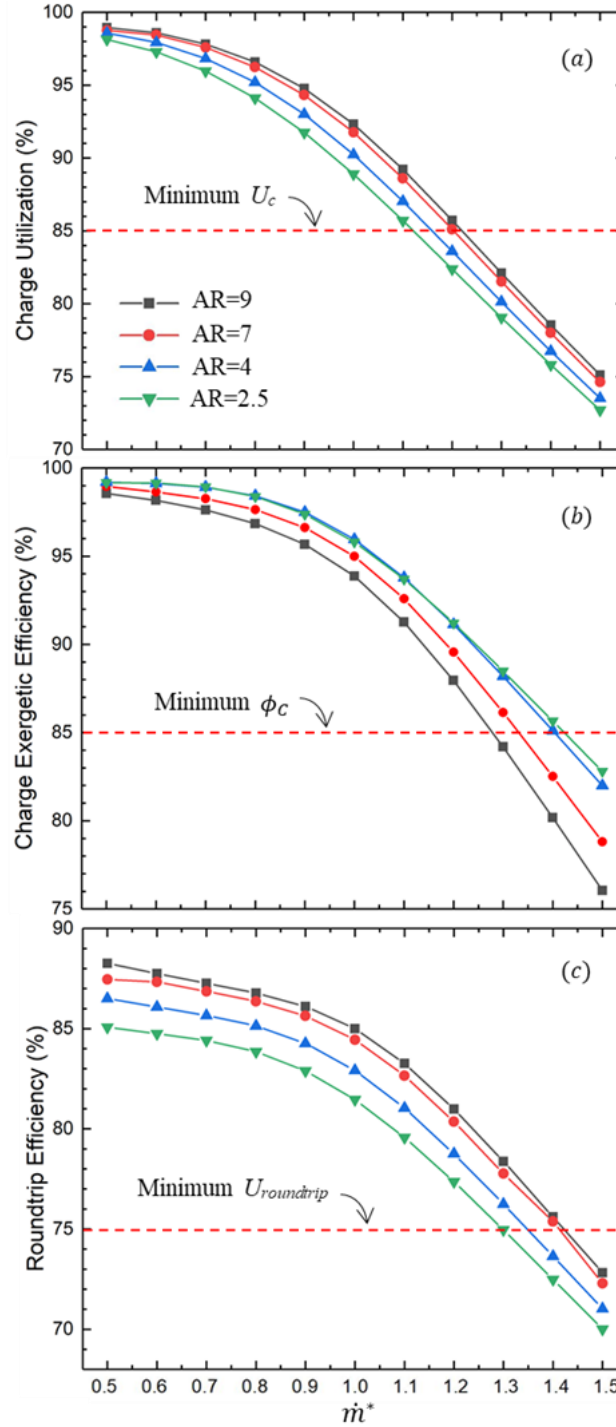 100
(a)
95
90
Minimum U_c
85
80
75
70
Charge Utilization (%)
AR=9
AR=7
AR=4
AR=2.5
100
(b)
95
90
Minimum ϕ_C
85
80
75
Charge Exergetic Efficiency (%)
90
(c)
85
80
Minimum U_roundtrip
75
70
Roundtrip Efficiency (%)
0.5 0.6 0.7 0.8 0.9 1.0 1.1 1.2 1.3 1.4 1.5
ṁ*